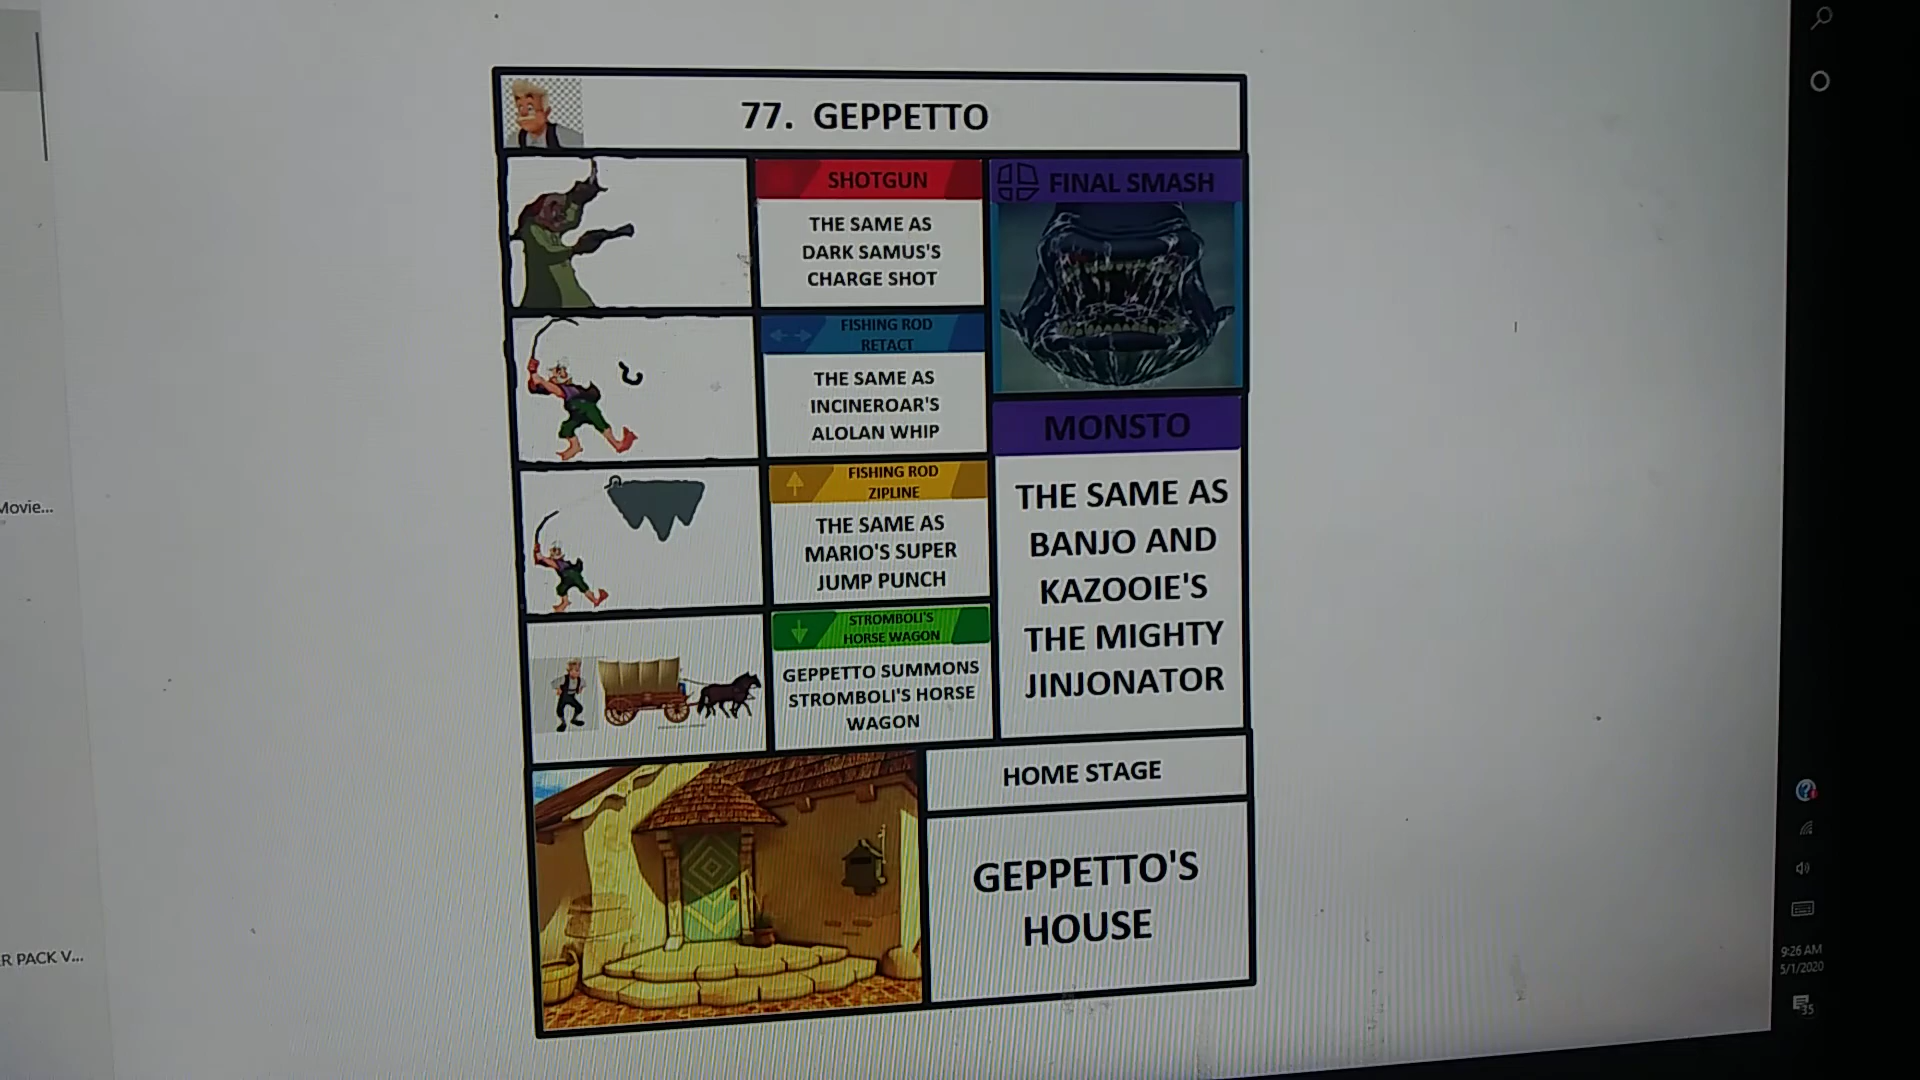 77. GEPPETTO
SHOTGUN
THE SAME AS
DARK SAMUS'S
CHARGE SHOT
FISHING ROD
RETACT
THE SAME AS
INCINEROAR'S
ALOLAN WHIP
FISHING ROD
ZIPLINE
THE SAME AS
MARIO'S SUPER
JUMP PUNCH
STROMBOLI'S
HORSE WAGON
GEPPETTO SUMMONS
STROMBOLI'S HORSE
WAGON
FINAL SMASH
MONSTO
THE SAME AS
BANJO AND
KAZOOIE'S
THE MIGHTY
JINJONATOR
HOME STAGE
GEPPETTO'S
HOUSE
Movie...
R PACK V...
9:26 AM
5/1/2020
35